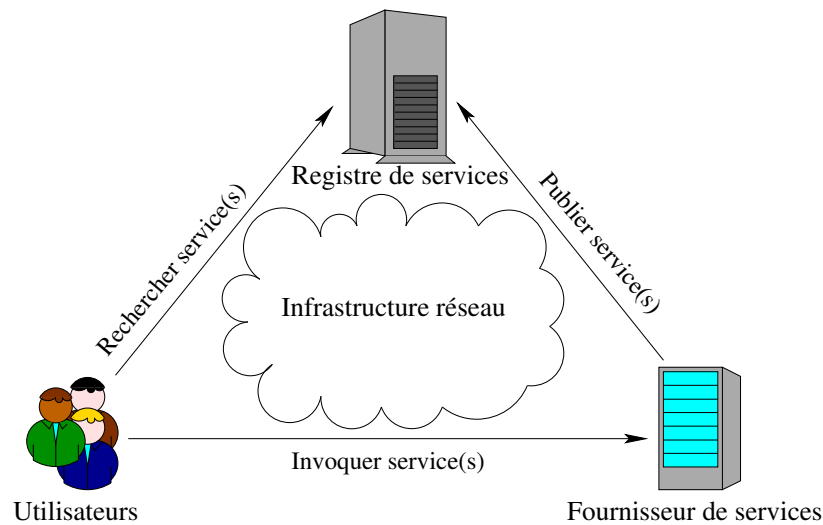 Registre de services
Rechercher service(s)
Publier service(s)
Infrastructure réseau
Invoquer service(s)
Utilisateurs
Fournisseur de services